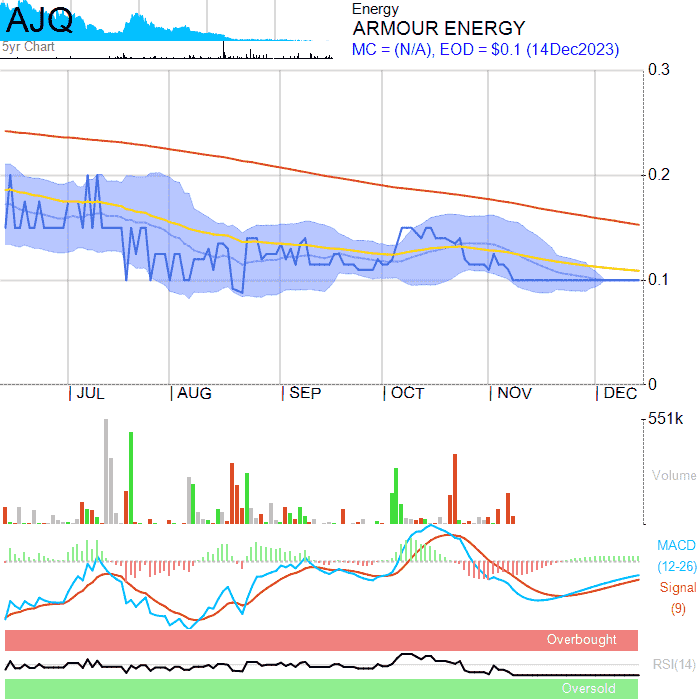 AJQ
5yr Chart
Energy
ARMOUR ENERGY
MC = (N/A), EOD = $0.1 (14Dec2023)
0.3
0.2
0.1
0
JUL AUG SEP OCT NOV DEC
551k
Volume
MACD
(12-26)
Signal
(9)
Overbought
RSI(14)
Oversold